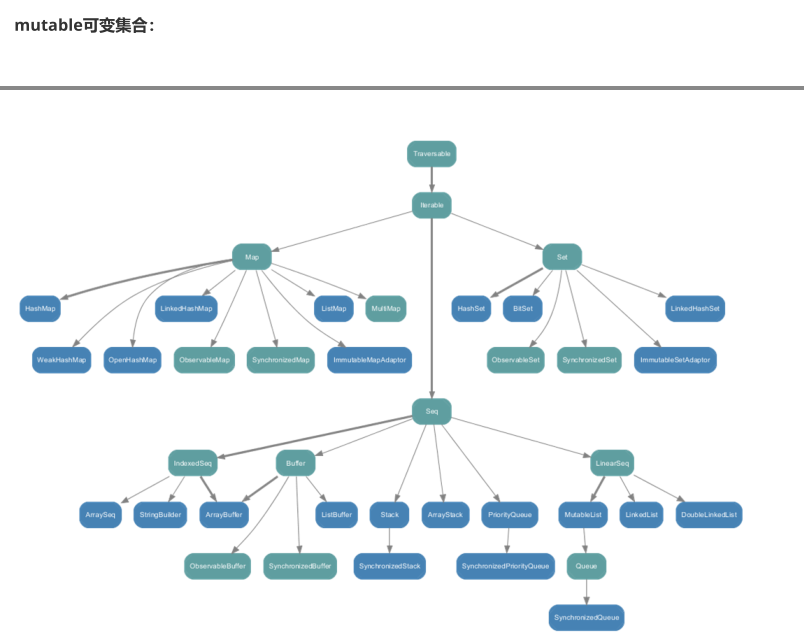 mutable可变集合：
Traversable
Iterable
Map
Set
HashMap
LinkedHashMap
ListMap
MultiMap
HashSet
BitSet
LinkedHashSet
WeakHashMap
OpenHashMap
ObservableMap
SynchronizedMap
ImmutableMapAdaptor
ObservableSet
SynchronizedSet
ImmutableSetAdaptor
Seq
IndexedSeq
Buffer
LinearSeq
ArraySeq
StringBuilder
ArrayBuffer
ListBuffer
Stack
ArrayStack
PriorityQueue
MutableList
LinkedList
DoubleLinkedList
ObservableBuffer
SynchronizedBuffer
SynchronizedStack
SynchronizedPriorityQueue
Queue
SynchronizedQueue